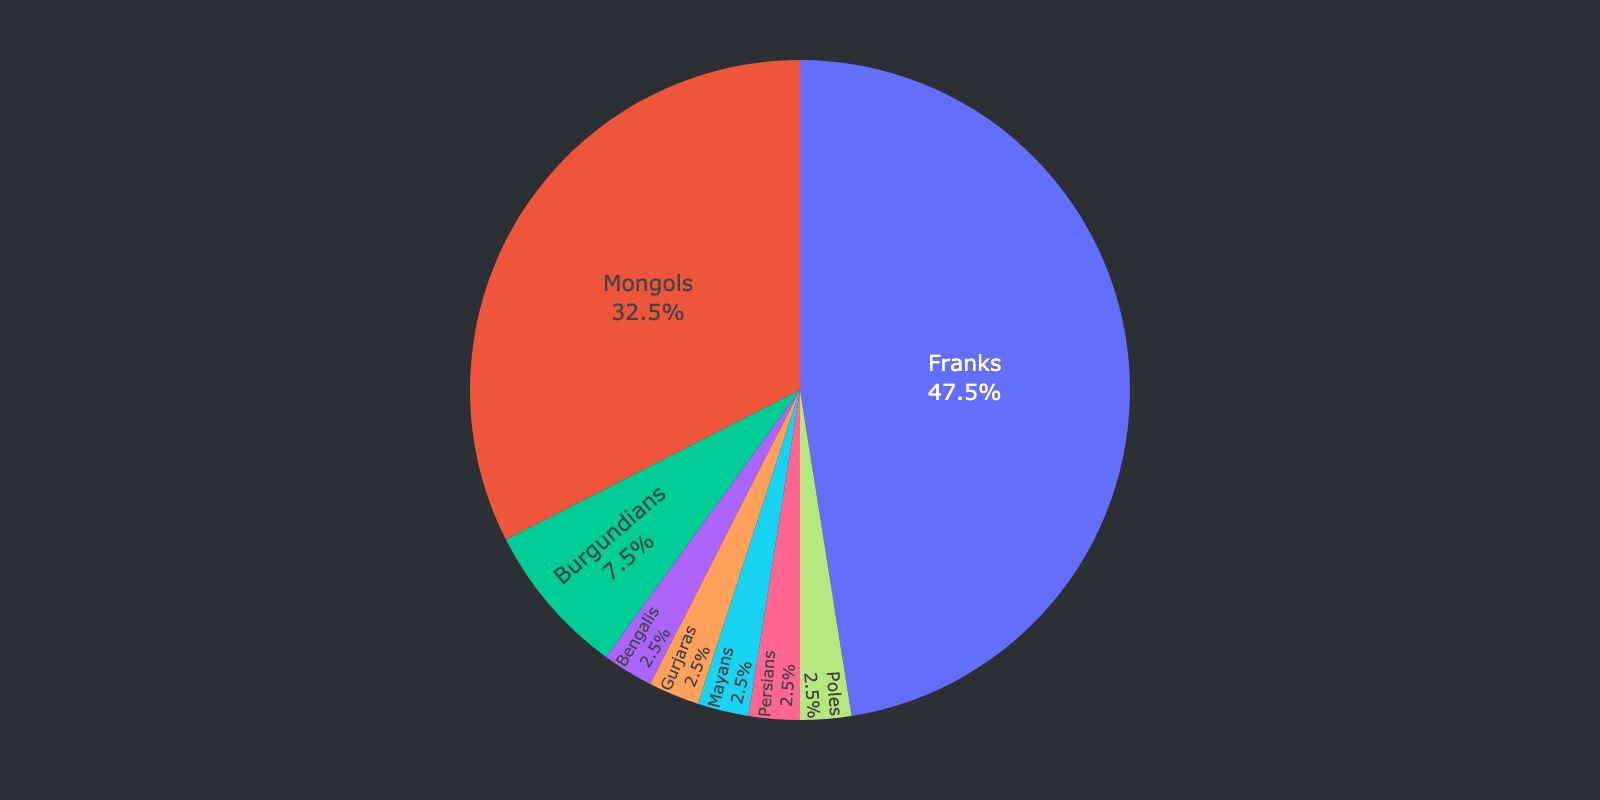 Mongols
32.5%
Franks
47.5%
Burgundians
7.5%
Bengalis
2.5%
Gurjaras
2.5%
Mayans
2.5%
Persians
2.5%
Poles
2.5%